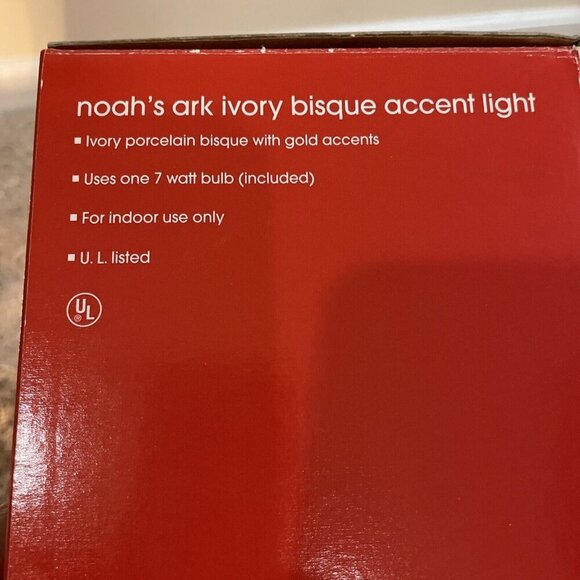 noah's ark ivory bisque accent light
▪ Ivory porcelain bisque with gold accents
▪ Uses one 7 watt bulb (included)
▪ For indoor use only
▪ U. L. listed
UL ®